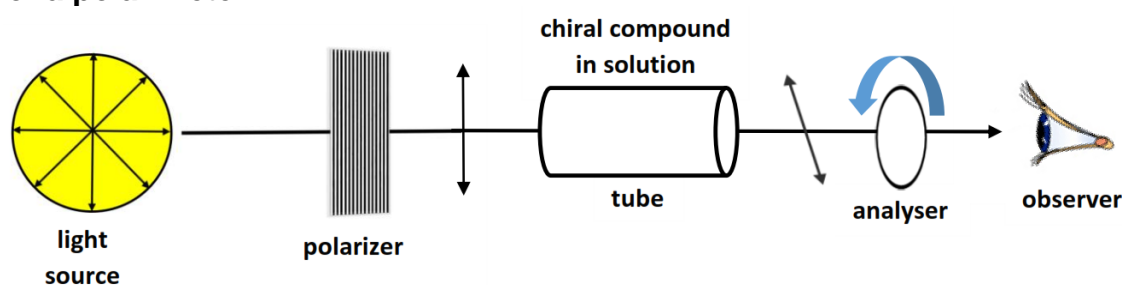 chiral compound
in solution
light
source
polarizer
tube
analyser
observer